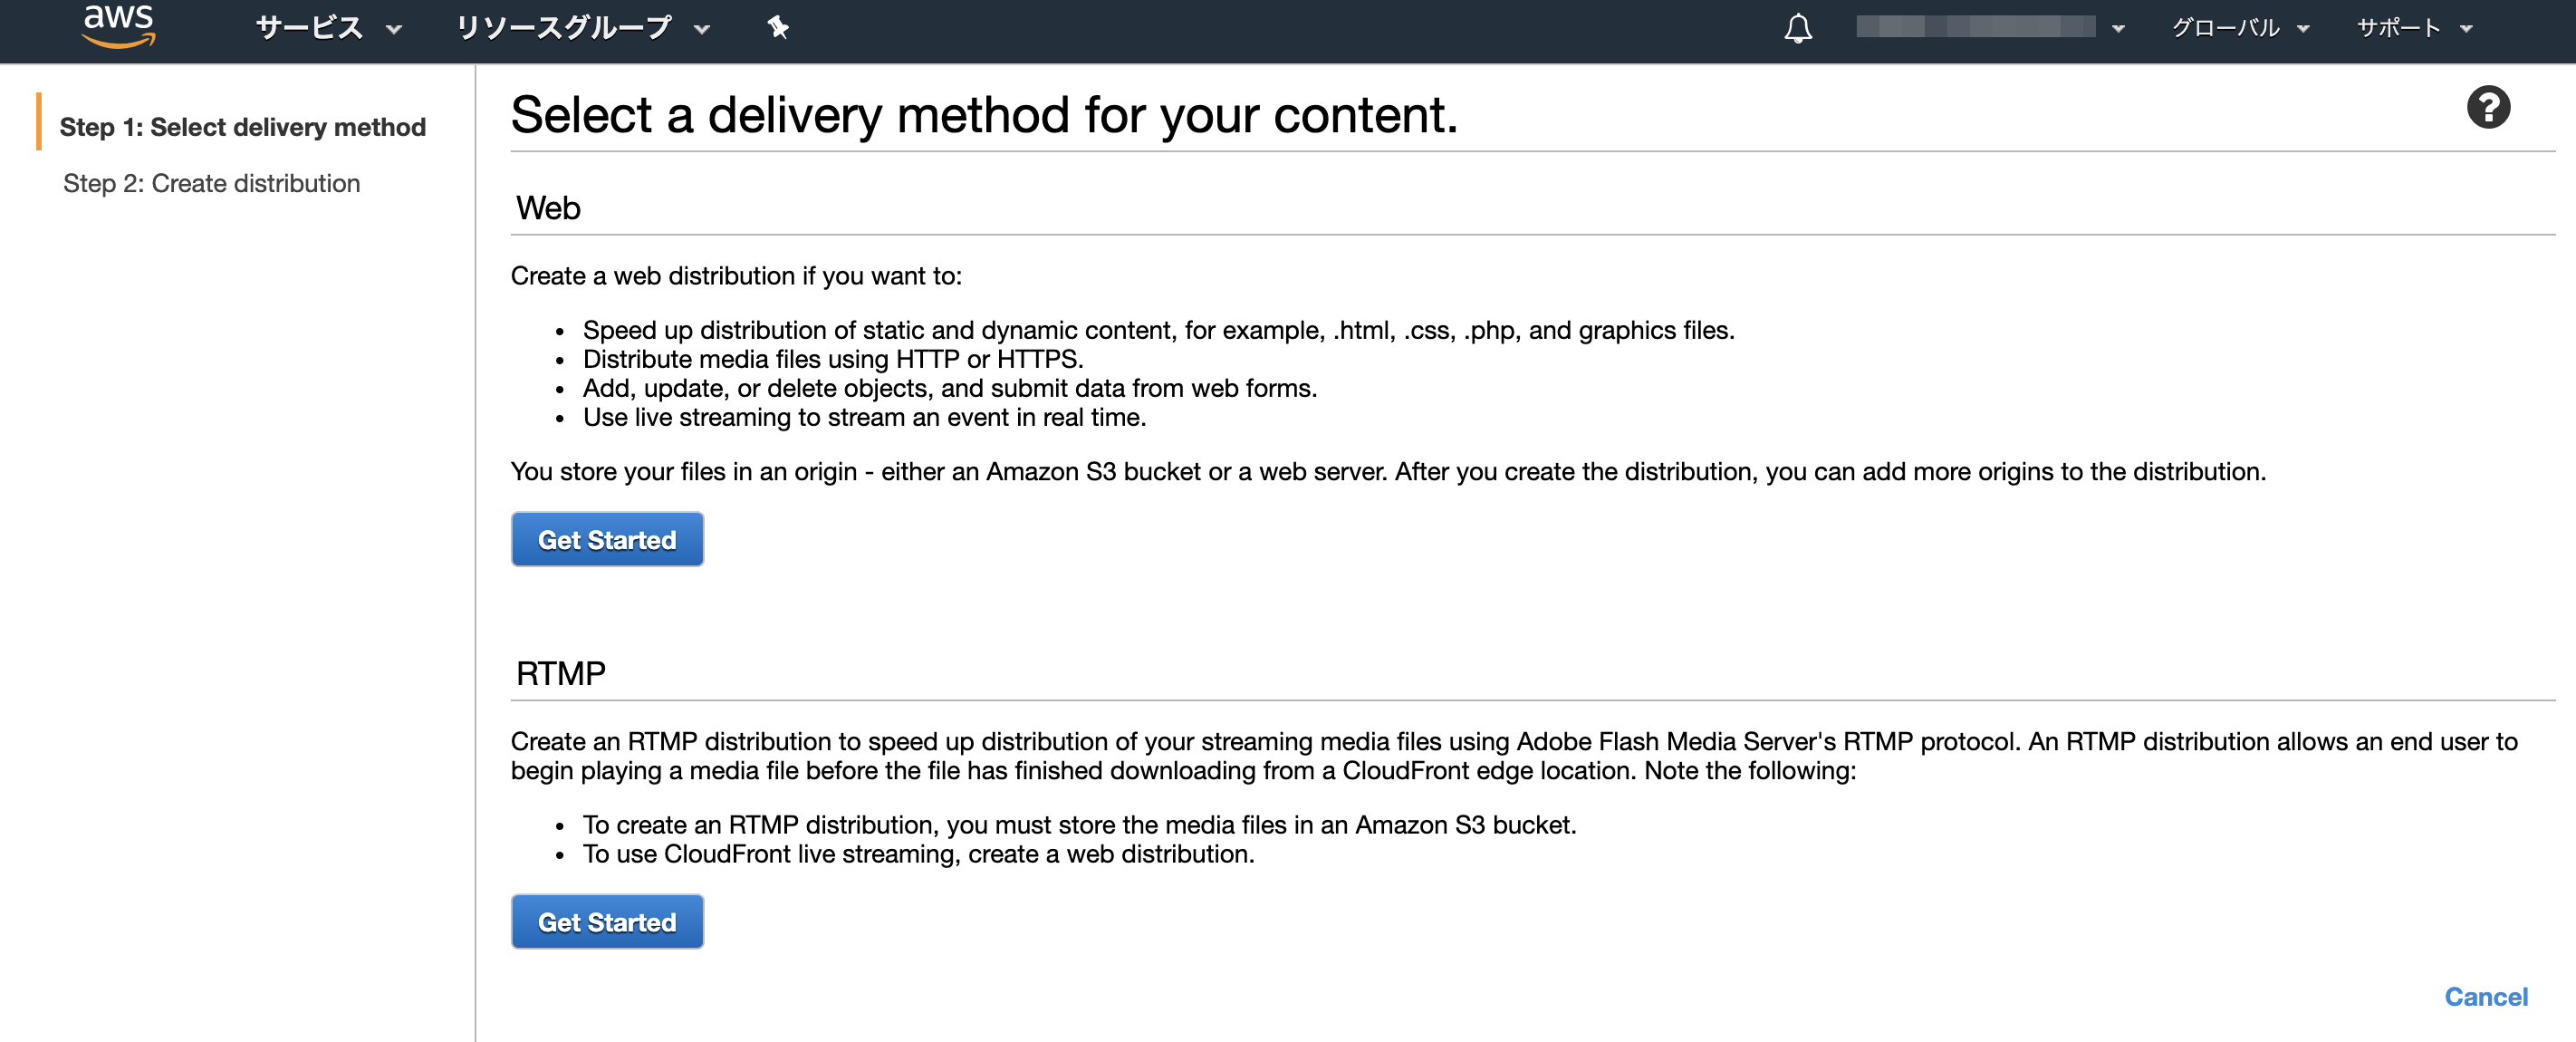 aws サービス リソースグループ グローバル サポート
Step 1: Select delivery method
Step 2: Create distribution
Select a delivery method for your content.
Web
Create a web distribution if you want to:
• Speed up distribution of static and dynamic content, for example, .html, .css, .php, and graphics files.
• Distribute media files using HTTP or HTTPS.
• Add, update, or delete objects, and submit data from web forms.
• Use live streaming to stream an event in real time.
You store your files in an origin - either an Amazon S3 bucket or a web server. After you create the distribution, you can add more origins to the distribution.
Get Started
RTMP
Create an RTMP distribution to speed up distribution of your streaming media files using Adobe Flash Media Server's RTMP protocol. An RTMP distribution allows an end user to
begin playing a media file before the file has finished downloading from a CloudFront edge location. Note the following:
• To create an RTMP distribution, you must store the media files in an Amazon S3 bucket.
• To use CloudFront live streaming, create a web distribution.
Get Started
Cancel